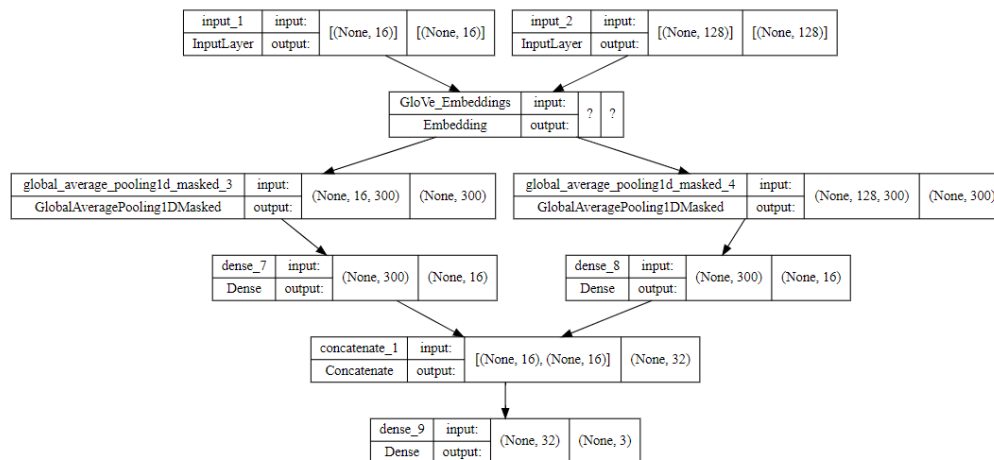 input_1 input: [(None, 16)] [(None, 16)]
InputLayer output:
input_2 input: [(None, 128)] [(None, 128)]
InputLayer output:
GloVe_Embeddings input: ? ?
Embedding output:
global_average_pooling1d_masked_3 input: (None, 16, 300) (None, 300)
GlobalAveragePooling1DMasked output:
global_average_pooling1d_masked_4 input: (None, 128, 300) (None, 300)
GlobalAveragePooling1DMasked output:
dense_7 input: (None, 300) (None, 16)
Dense output:
dense_8 input: (None, 300) (None, 16)
Dense output:
concatenate_1 input: [(None, 16), (None, 16)] (None, 32)
Concatenate output:
dense_9 input: (None, 32) (None, 3)
Dense output: